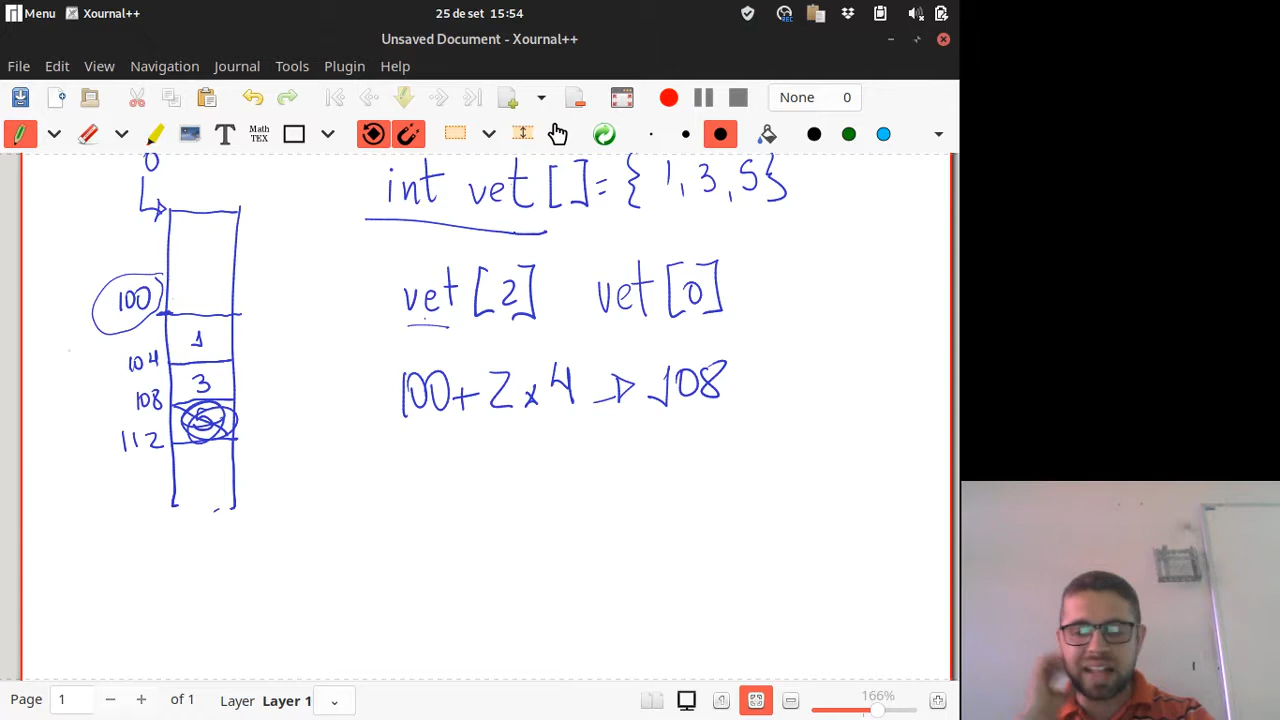 Menu Xournal++ 25 de set 15:54
REC
Unsaved Document - Xournal++
File Edit View Navigation Journal Tools Plugin Help
None 0
T Math TEX
0
int vet [] = { 1, 3, 5 }
100
vet [2] vet [0]
1
104
3
100 + 2 x 4 → 108
108
5
112
Page 1 of 1 Layer Layer 1 166%